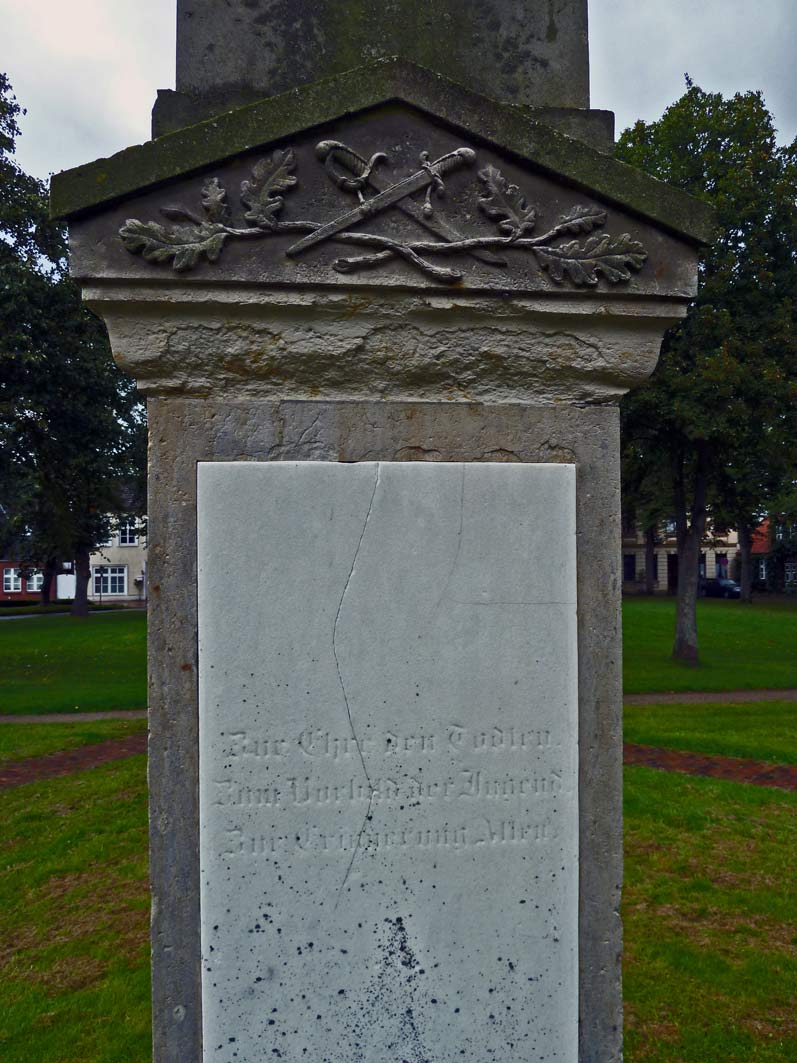 Zur Ehre den Todten.
Zum Vorbild der Jugend.
Zur Erinnerung Allen.